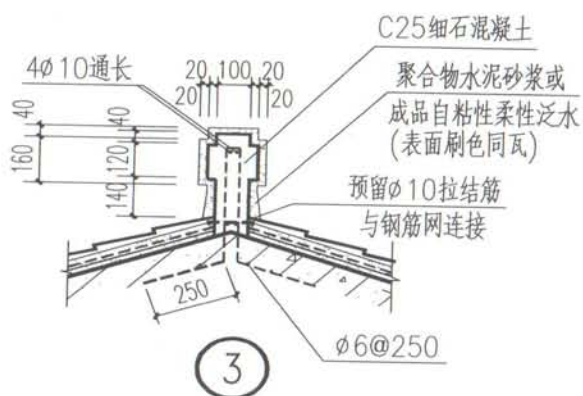 C25细石混凝土
4ø10通长
20 100 20
20 20
聚合物水泥砂浆或
成品自粘性柔性泛水
(表面刷色同瓦)
40
40
160
120
140
预留ø10拉结筋
与钢筋网连接
250
ø6@250
3